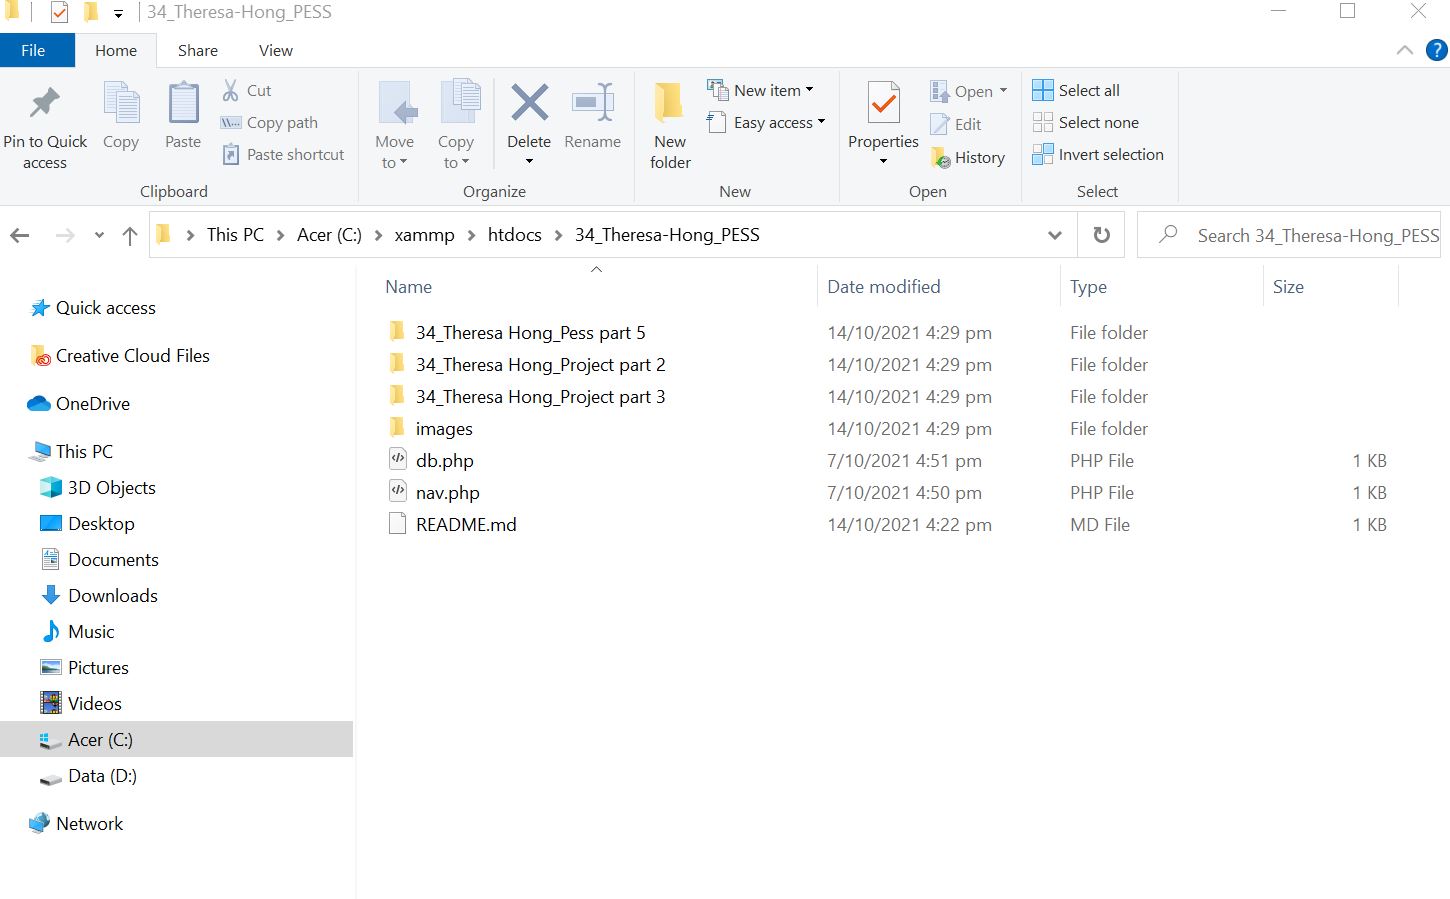 34_Theresa-Hong_PESS
File Home Share View
Pin to Quick access
Copy
Paste
Cut
Copy path
Paste shortcut
Clipboard
Move to
Copy to
Delete
Rename
Organize
New folder
New item
Easy access
New
Properties
Open
Edit
History
Open
Select all
Select none
Invert selection
Select
This PC > Acer (C:) > xammp > htdocs > 34_Theresa-Hong_PESS
Search 34_Theresa-Hong_PESS
Quick access
Creative Cloud Files
OneDrive
This PC
3D Objects
Desktop
Documents
Downloads
Music
Pictures
Videos
Acer (C:)
Data (D:)
Network
Name Date modified Type Size
34_Theresa Hong_Pess part 5 14/10/2021 4:29 pm File folder
34_Theresa Hong_Project part 2 14/10/2021 4:29 pm File folder
34_Theresa Hong_Project part 3 14/10/2021 4:29 pm File folder
images 14/10/2021 4:29 pm File folder
db.php 7/10/2021 4:51 pm PHP File 1 KB
nav.php 7/10/2021 4:50 pm PHP File 1 KB
README.md 14/10/2021 4:22 pm MD File 1 KB